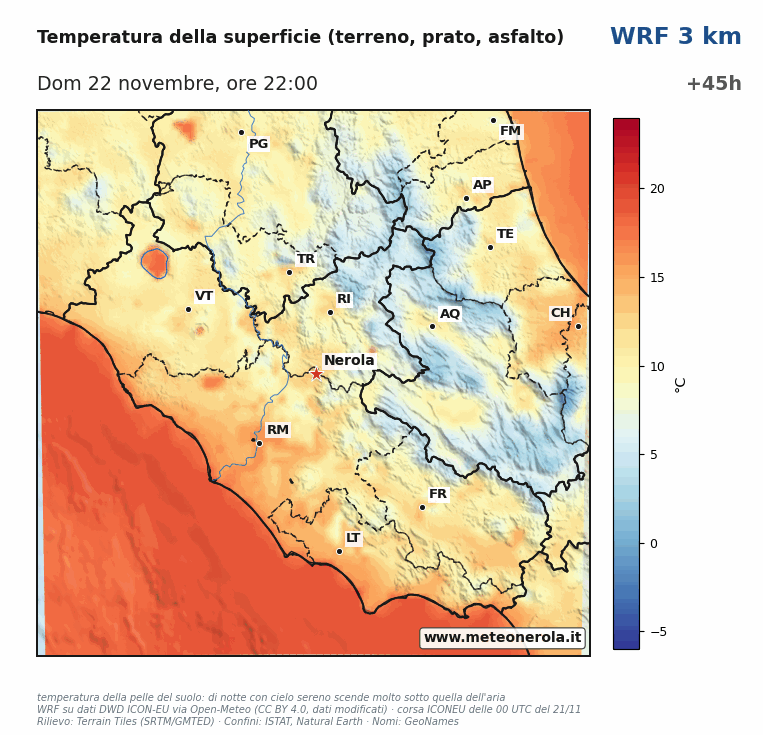 Temperatura della superficie (terreno, prato, asfalto)
WRF 3 km
Dom 22 novembre, ore 22:00
+45h
FM
PG
AP
TE
TR
VT
RI
AQ
CH
Nerola
RM
FR
LT
www.meteonerola.it
20
15
10
5
0
−5
°C
temperatura della pelle del suolo: di notte con cielo sereno scende molto sotto quella dell'aria
WRF su dati DWD ICON-EU via Open-Meteo (CC BY 4.0, dati modificati) · corsa ICONEU delle 00 UTC del 21/11
Rilievo: Terrain Tiles (SRTM/GMTED) · Confini: ISTAT, Natural Earth · Nomi: GeoNames